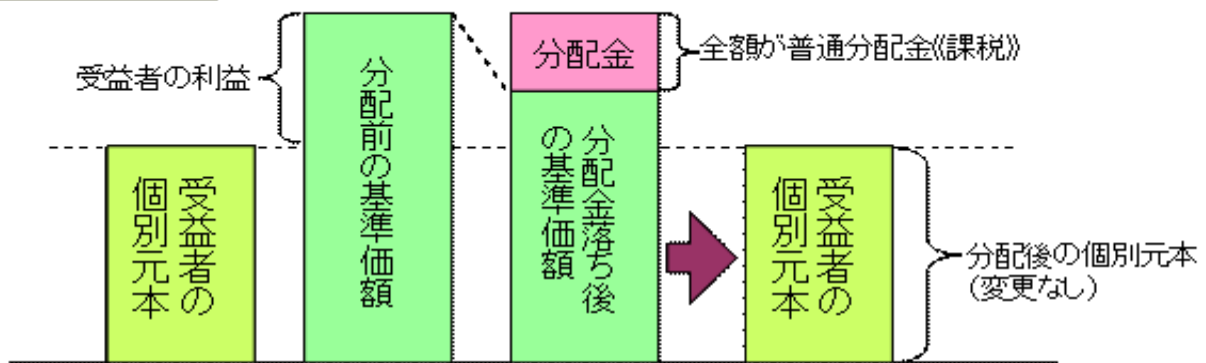 受益者の利益
分配前の基準価額
分配金
全額が普通分配金《課税》
分配金落ち後
の基準価額
受益者の
個別元本
受益者の
個別元本
分配後の個別元本
(変更なし)